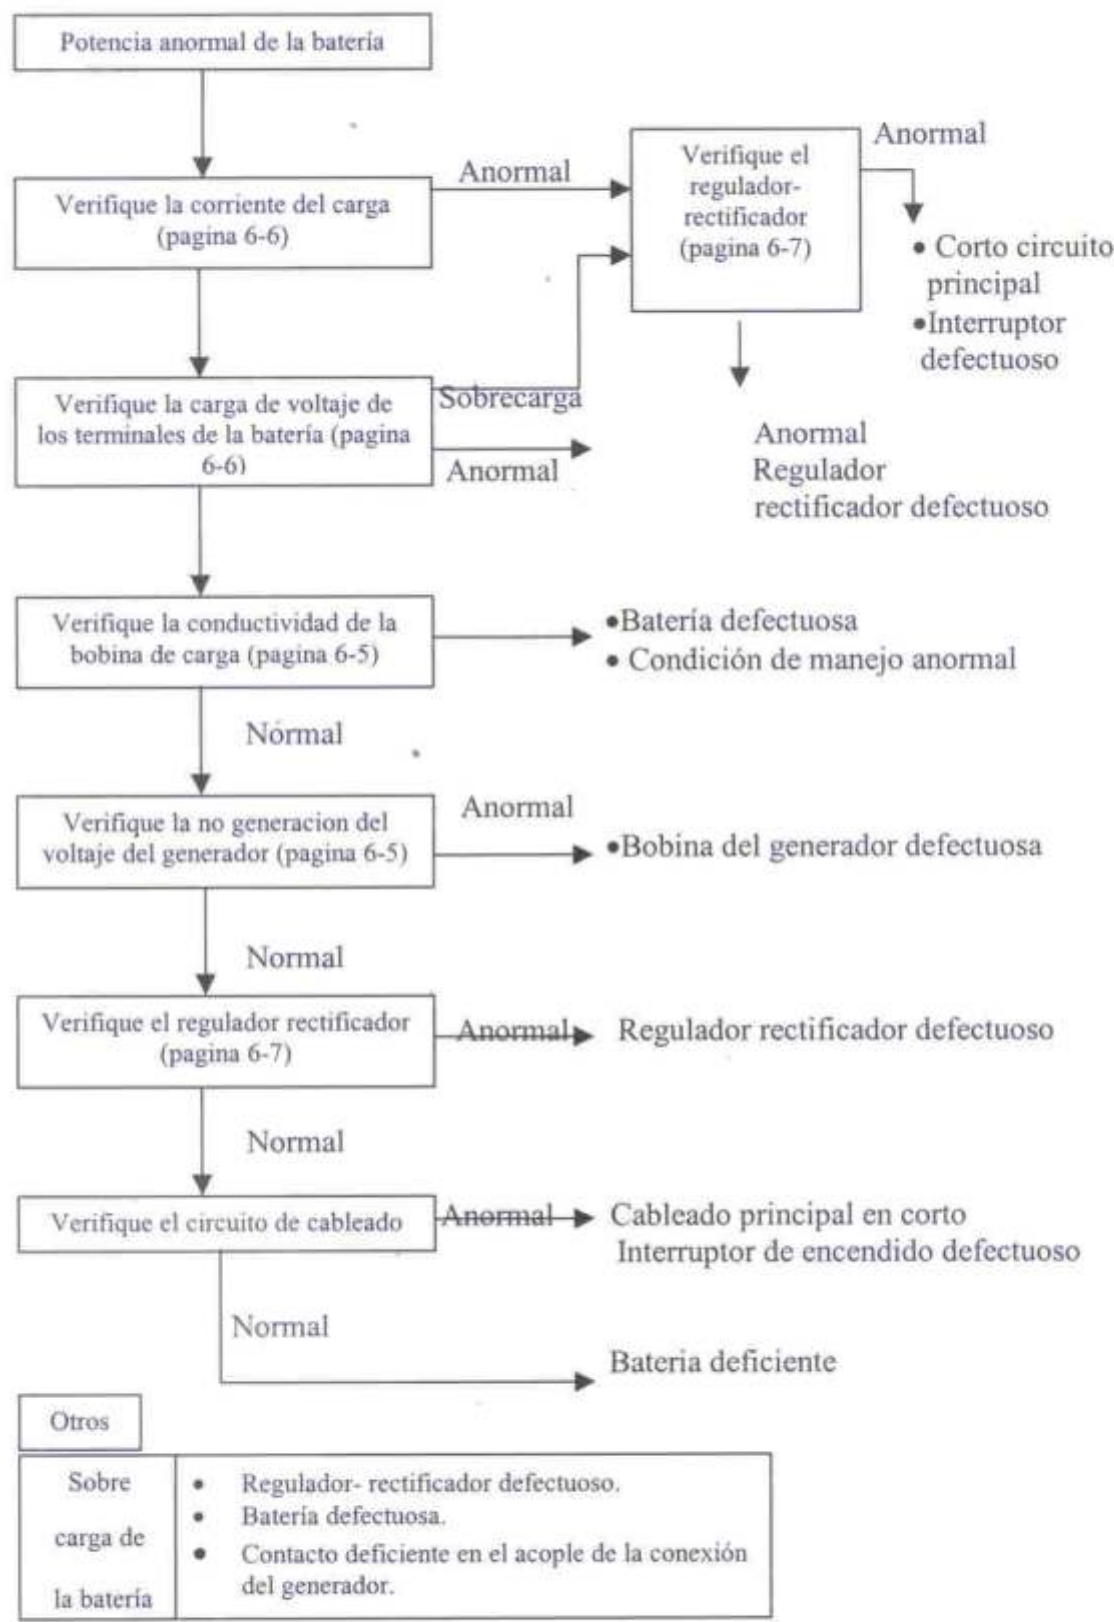 Potencia anormal de la batería
Anormal
Verifique el
regulador-
rectificador
(pagina 6-7)
Anormal
Verifique la corriente del carga
(pagina 6-6)
• Corto circuito
principal
•Interruptor
defectuoso
Verifique la carga de voltaje de
los terminales de la batería (pagina
6-6)
Sobrecarga
Anormal
Anormal
Regulador
rectificador defectuoso
Verifique la conductividad de la
bobina de carga (pagina 6-5)
•Batería defectuosa
• Condición de manejo anormal
Normal
Verifique la no generacion del
voltaje del generador (pagina 6-5)
Anormal
•Bobina del generador defectuosa
Normal
Verifique el regulador rectificador
(pagina 6-7)
Anormal
Regulador rectificador defectuoso
Normal
Verifique el circuito de cableado
Anormal
Cableado principal en corto
Interruptor de encendido defectuoso
Normal
Bateria deficiente
Otros
Sobre
carga de
la batería
• Regulador- rectificador defectuoso.
• Batería defectuosa.
• Contacto deficiente en el acople de la conexión
del generador.